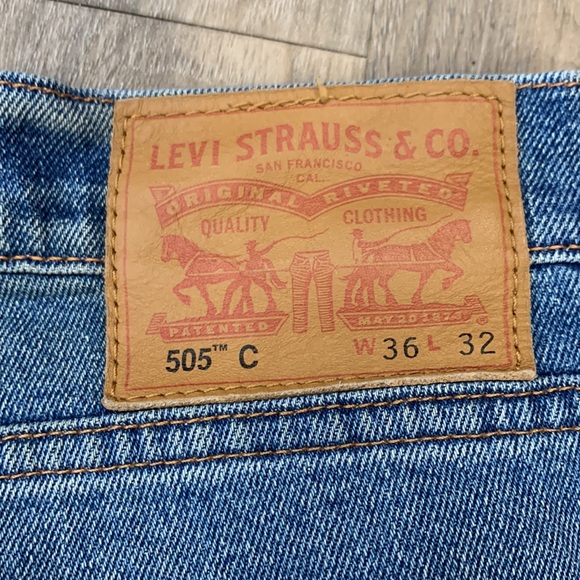 LEVI STRAUSS & CO.
SAN FRANCISCO
CAL.
ORIGINAL RIVETED
QUALITY CLOTHING
PATENTED MAY 20 1873
505™ C W 36 L 32